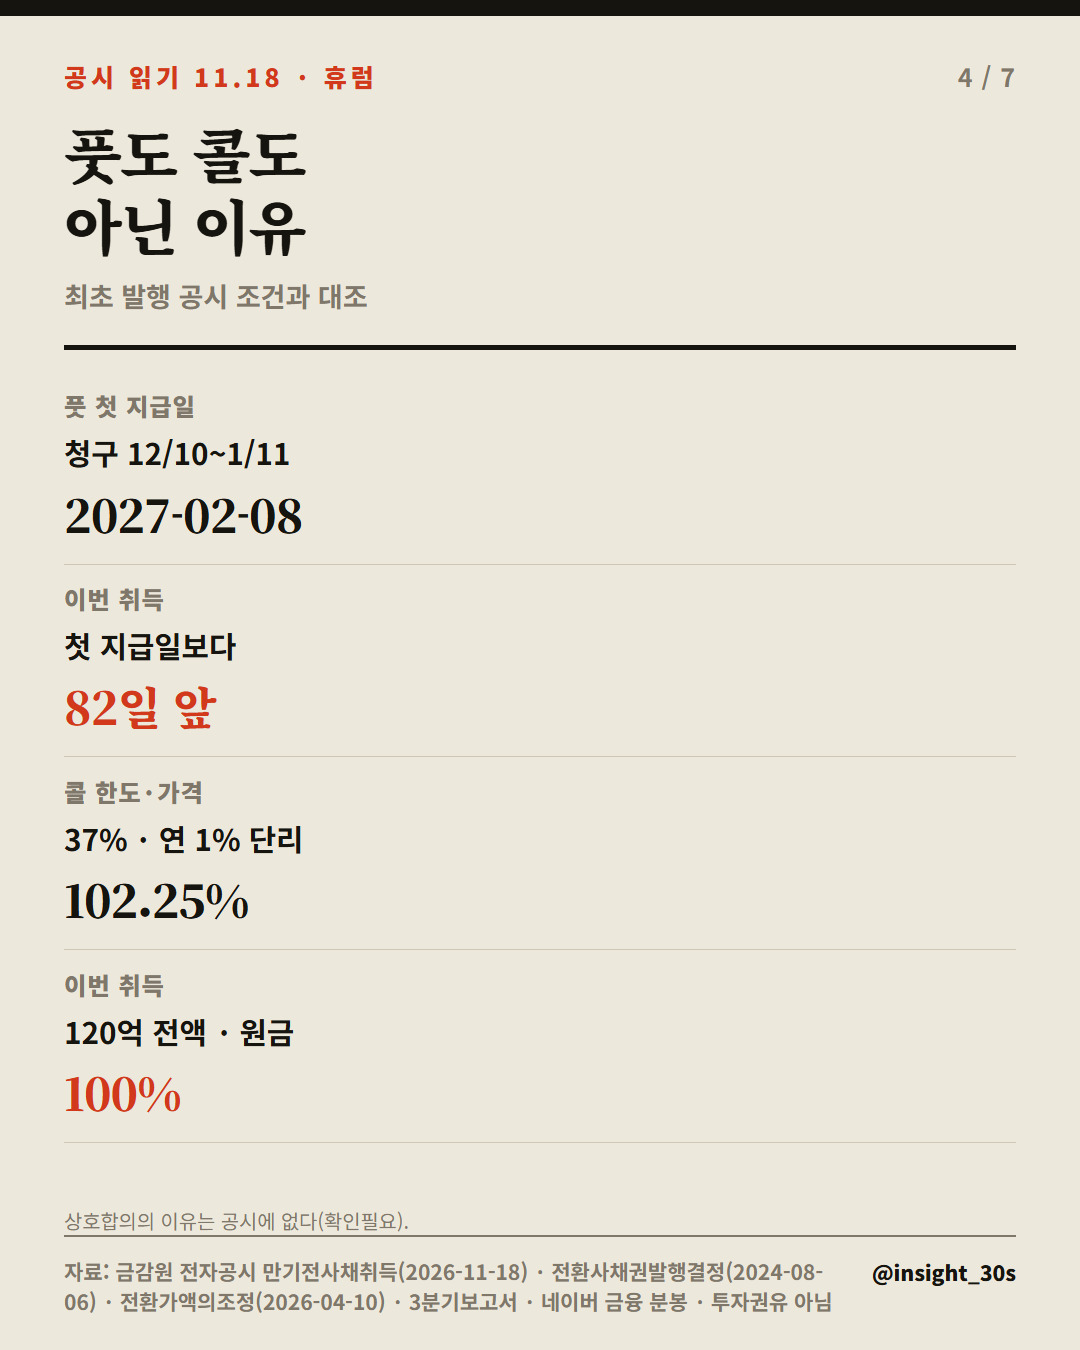 공시 읽기 11.18 · 휴럼
4 / 7
풋도 콜도
아닌 이유
최초 발행 공시 조건과 대조
풋 첫 지급일
청구 12/10~1/11
2027-02-08
이번 취득
첫 지급일보다
82일 앞
콜 한도·가격
37% · 연 1% 단리
102.25%
이번 취득
120억 전액 · 원금
100%
상호합의의 이유는 공시에 없다(확인필요).
자료: 금감원 전자공시 만기전사채취득(2026-11-18) · 전환사채권발행결정(2024-08-
06) · 전환가액의조정(2026-04-10) · 3분기보고서 · 네이버 금융 분봉 · 투자권유 아님
@insight_30s